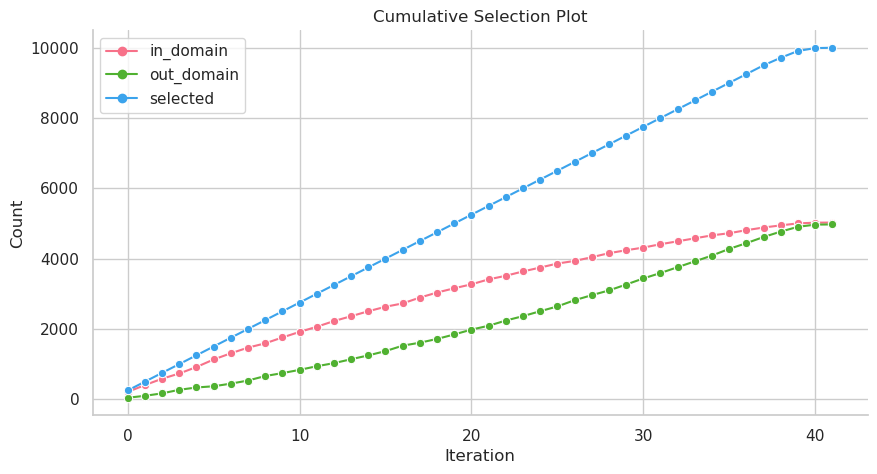 Cumulative Selection Plot
in_domain
out_domain
selected
10000
8000
6000
4000
2000
0
Count
0 10 20 30 40
Iteration